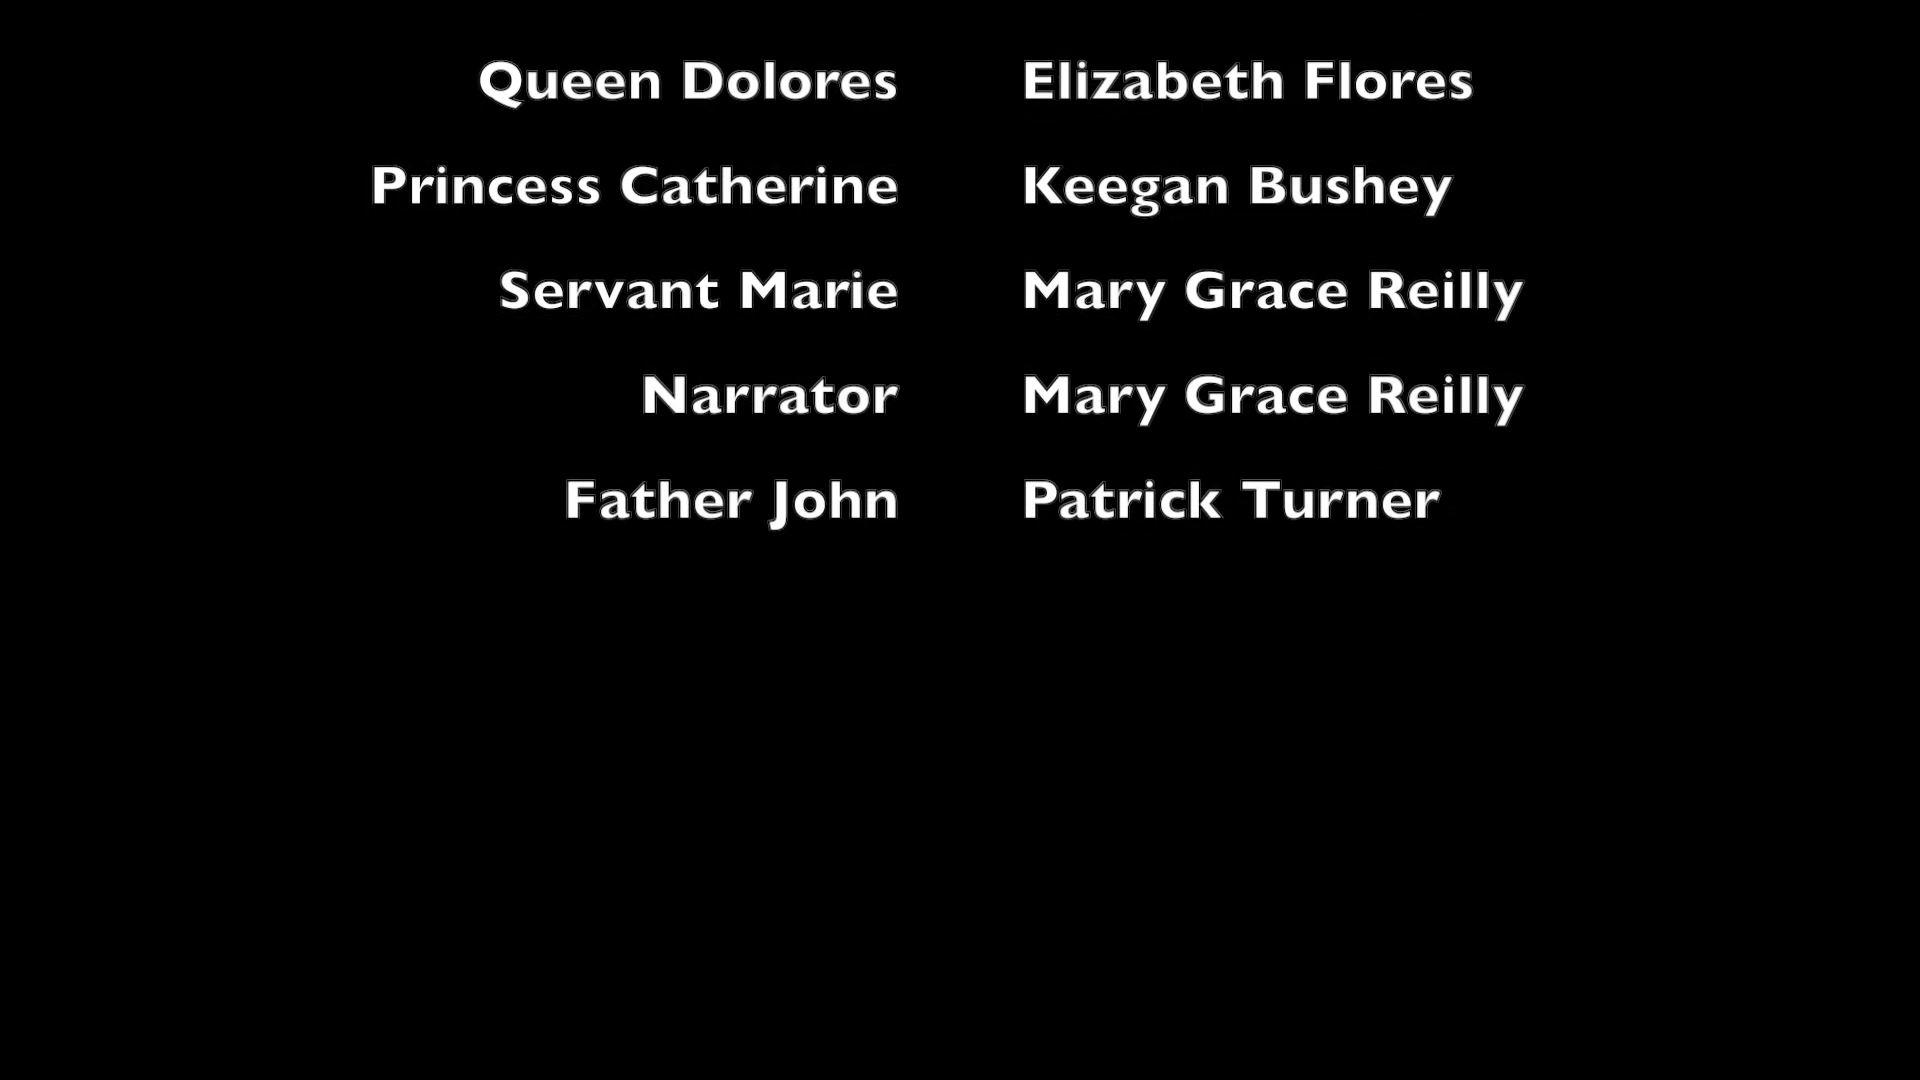 Queen Dolores Elizabeth Flores
Princess Catherine Keegan Bushey
Servant Marie Mary Grace Reilly
Narrator Mary Grace Reilly
Father John Patrick Turner